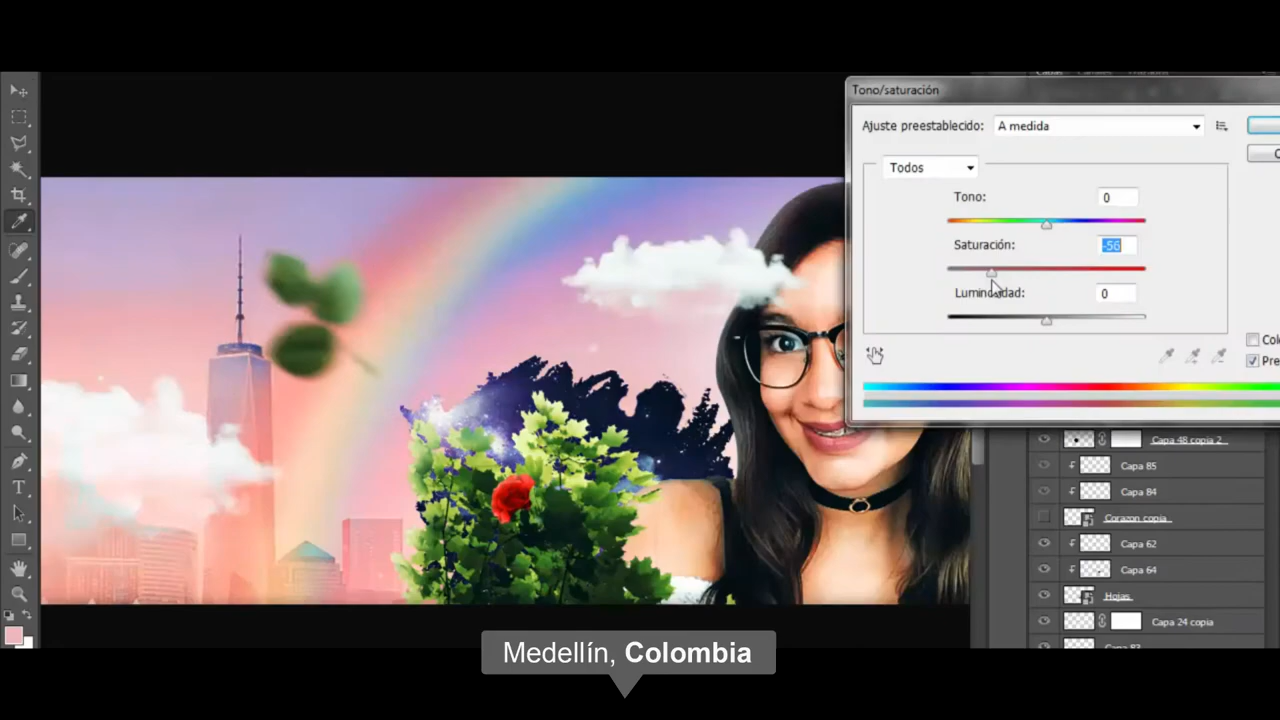 Tono/saturación
Ajuste preestablecido: A medida
Todos
Tono: 0
Saturación: -56
Luminosidad: 0
Capa 48 copia 2
Capa 85
Capa 84
Corazon copia
Capa 62
Capa 64
Hojas
Capa 24 copia
Medellín, Colombia